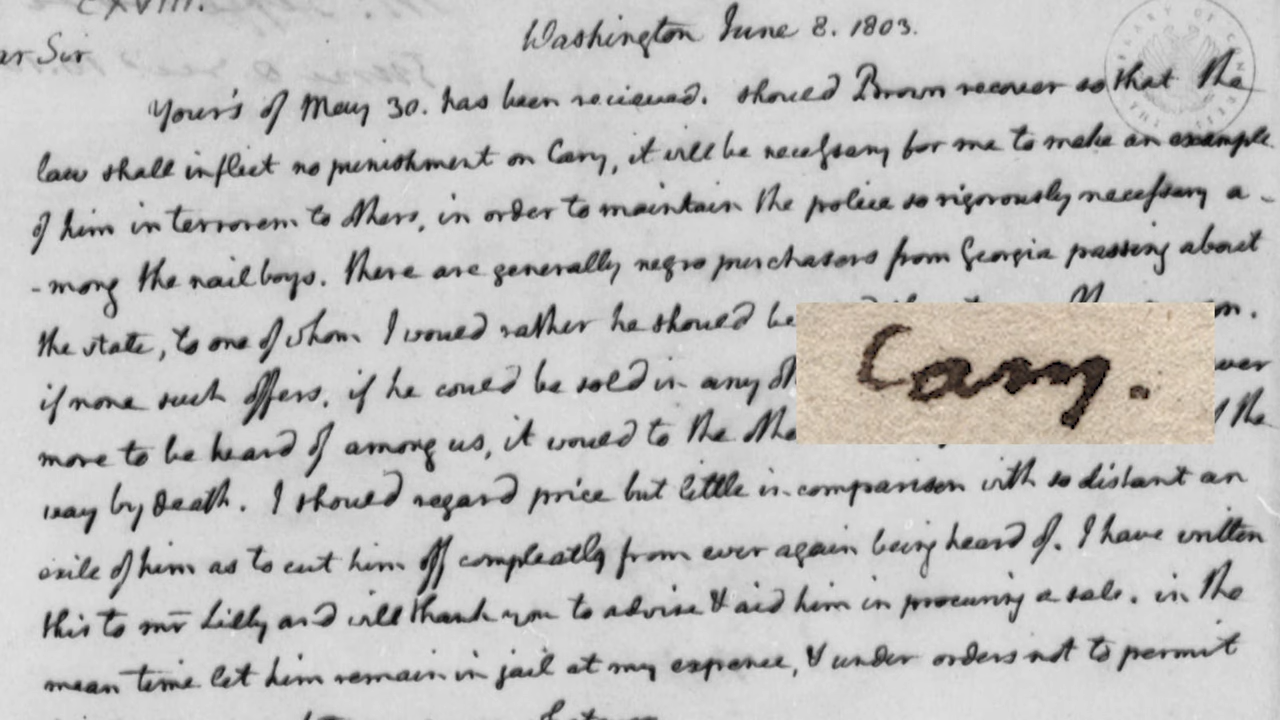 CXVIII.
Washington June 8. 1803.
ar Sir
Your's of May 30. has been recieved. should Brown recover so that the
law shall inflict no punishment on Cary, it will be necessary for me to make an example
of him in terrorem to others, in order to maintain the police so rigorously necessary a-
-mong the nail boys. there are generally negro purchasers from Georgia passing about
the state, to one of whom I would rather he should be
if none such offers, if he could be sold in any
Cary.
more to be heard of among us, it would to the the
way by death. I should regard price but little in comparison with so distant an
exile of him as to cut him off compleatly from ever again being heard of. I have written
this to mr Lilly and will thank you to advise & aid him in procuring a sale. in the
mean time let him remain in jail at my expence, & under orders not to permit